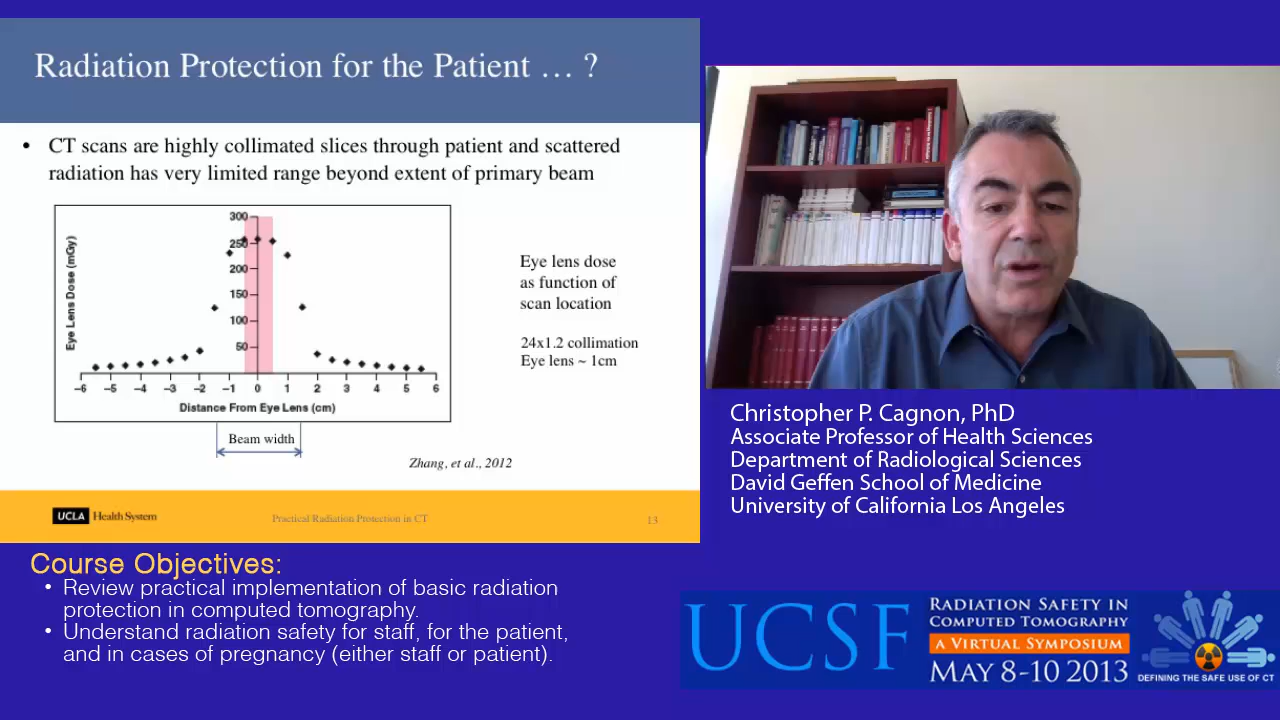 Radiation Protection for the Patient … ?
• CT scans are highly collimated slices through patient and scattered
radiation has very limited range beyond extent of primary beam
Eye Lens Dose (mGy)
300
250
200
150
100
50
−6 −5 −4 −3 −2 −1 0 1 2 3 4 5 6
Distance From Eye Lens (cm)
Beam width
Eye lens dose
as function of
scan location
24x1.2 collimation
Eye lens ~ 1cm
Zhang, et al., 2012
UCLA Health System
Practical Radiation Protection in CT
13
Christopher P. Cagnon, PhD
Associate Professor of Health Sciences
Department of Radiological Sciences
David Geffen School of Medicine
University of California Los Angeles
Course Objectives:
• Review practical implementation of basic radiation
protection in computed tomography.
• Understand radiation safety for staff, for the patient,
and in cases of pregnancy (either staff or patient).
UCSF
RADIATION SAFETY IN
COMPUTED TOMOGRAPHY
A VIRTUAL SYMPOSIUM
MAY 8-10 2013
DEFINING THE SAFE USE OF CT